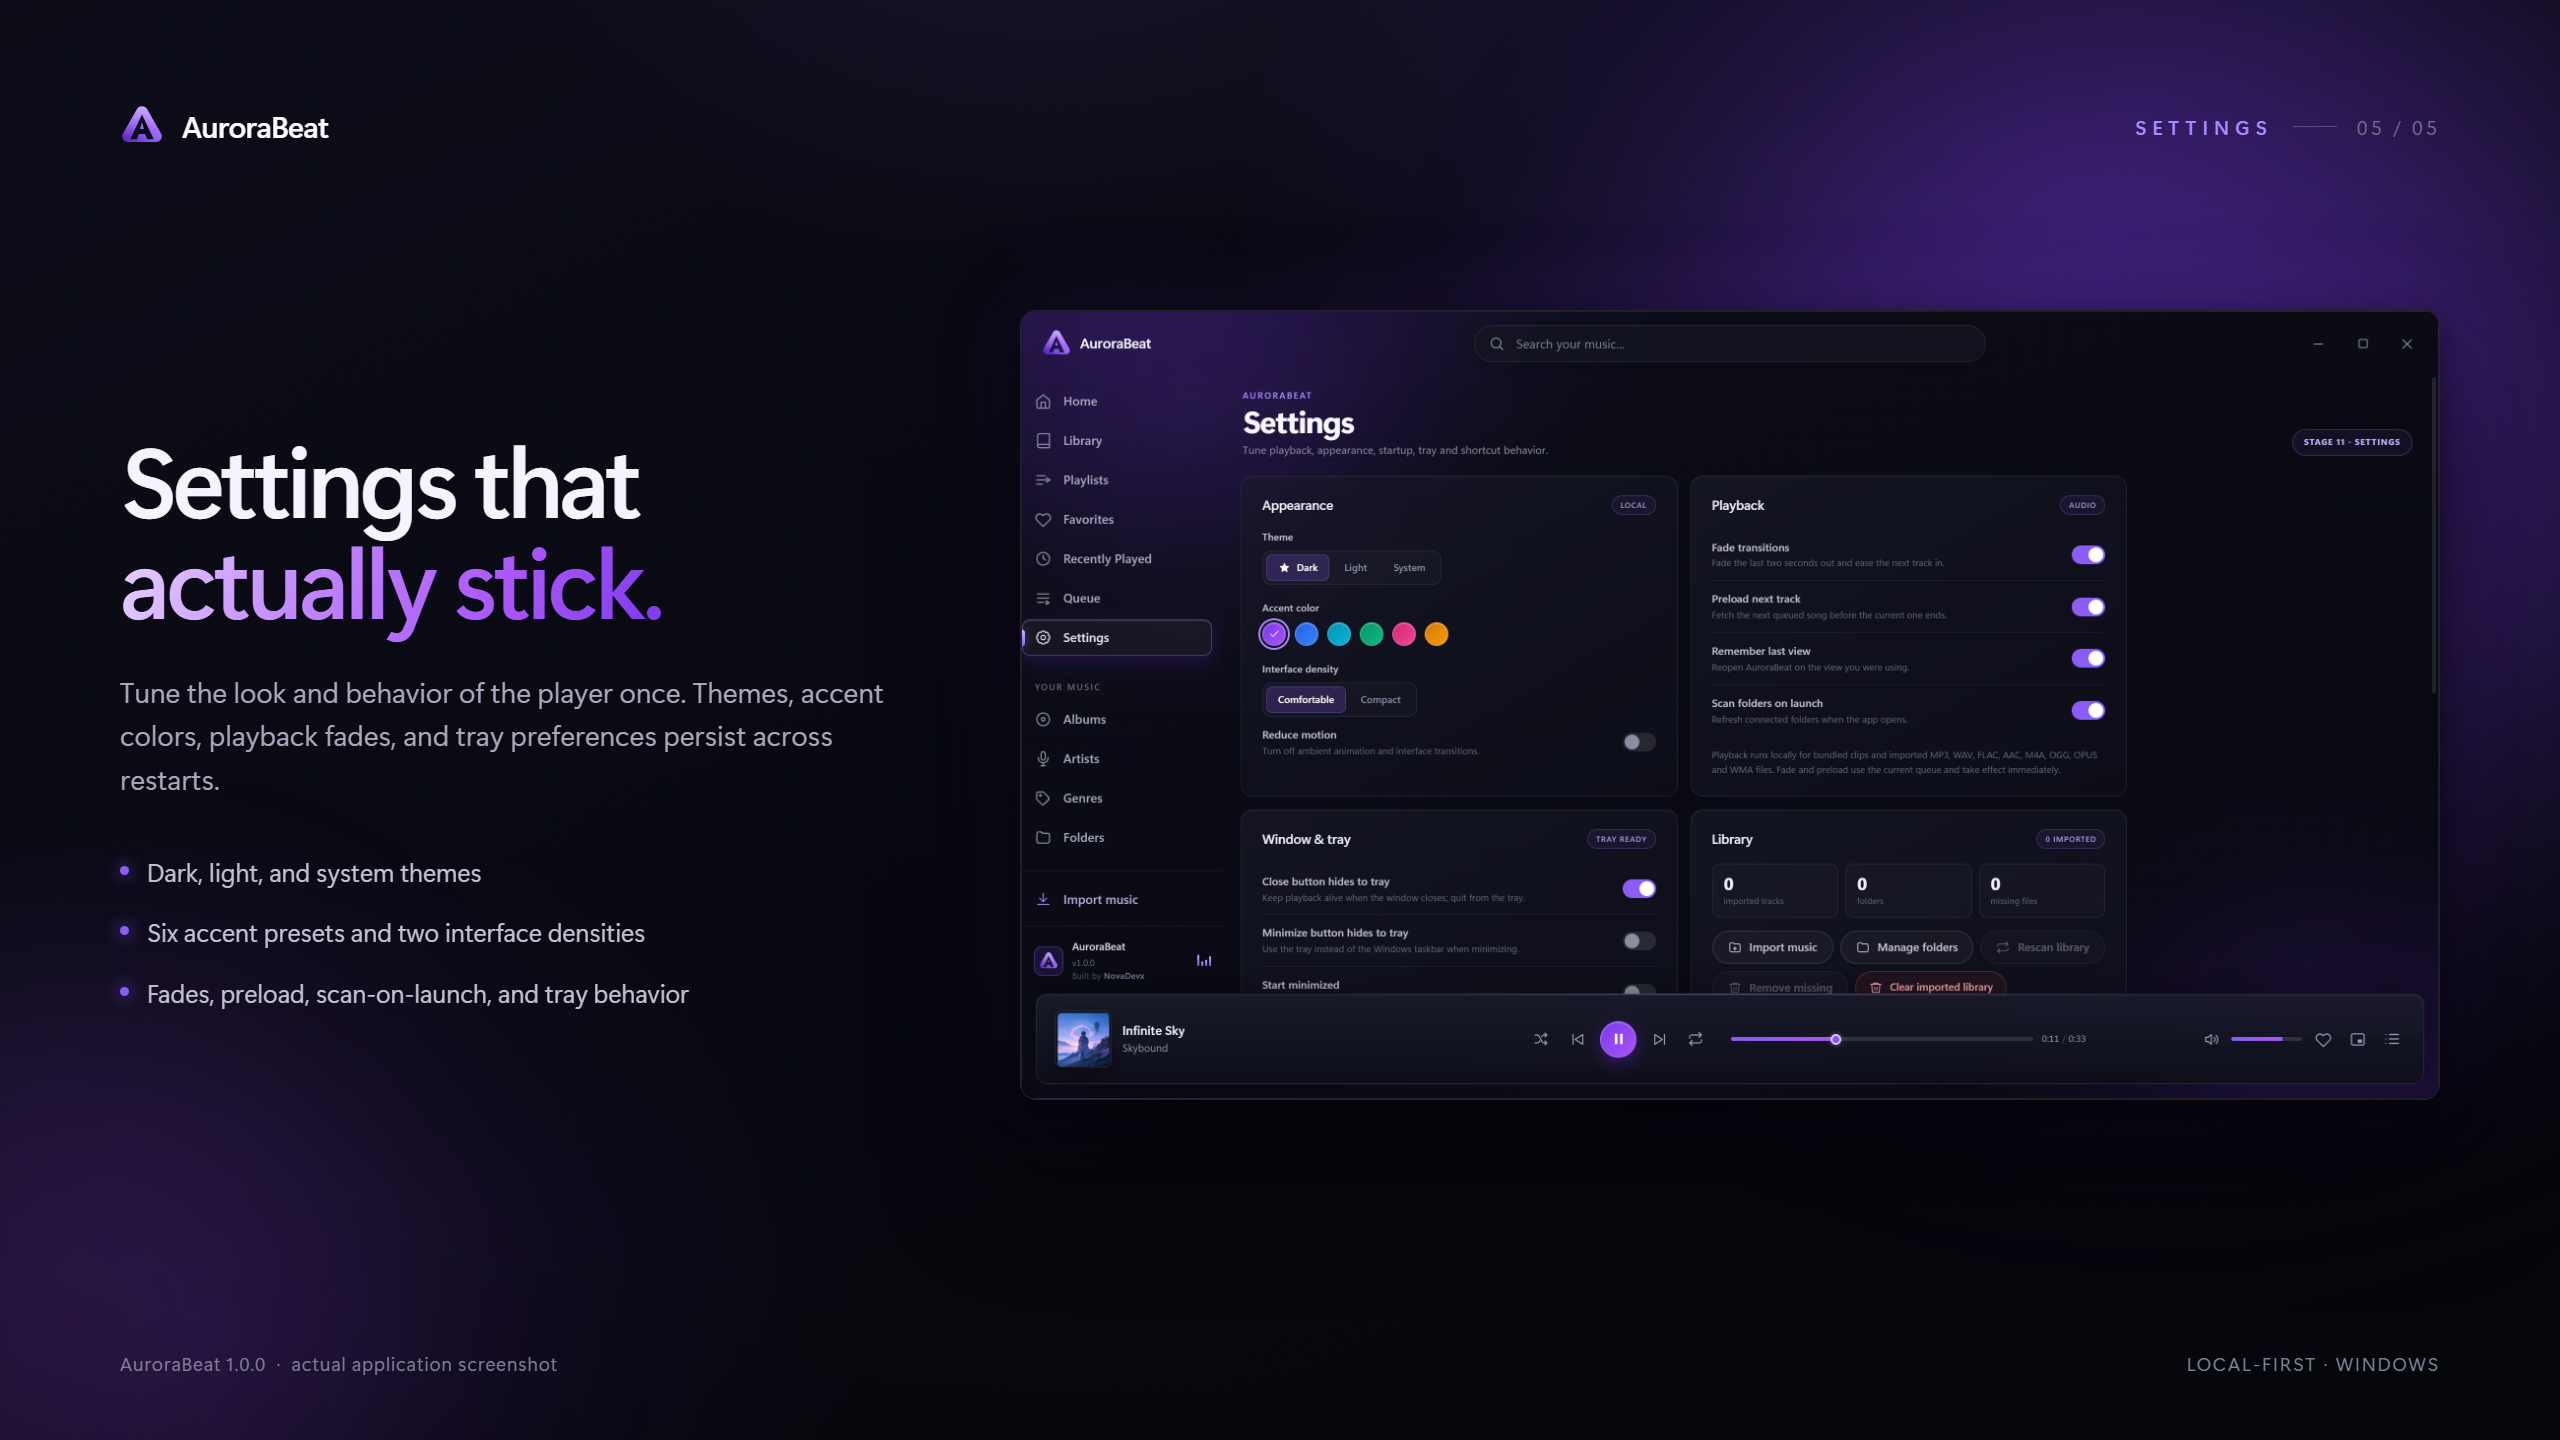 AuroraBeat
SETTINGS
05 / 05
Settings that
actually stick.
Tune the look and behavior of the player once. Themes, accent
colors, playback fades, and tray preferences persist across
restarts.
Dark, light, and system themes
Six accent presets and two interface densities
Fades, preload, scan-on-launch, and tray behavior
AuroraBeat
Search your music...
Home
Library
Playlists
Favorites
Recently Played
Queue
Settings
YOUR MUSIC
Albums
Artists
Genres
Folders
Import music
AuroraBeat
v1.0.0
Built by NovaDevx
AURORABEAT
Settings
Tune playback, appearance, startup, tray and shortcut behavior.
STAGE 11 · SETTINGS
Appearance
LOCAL
Theme
Dark
Light
System
Accent color
Interface density
Comfortable
Compact
Reduce motion
Turn off ambient animation and interface transitions.
Playback
AUDIO
Fade transitions
Fade the last two seconds out and ease the next track in.
Preload next track
Fetch the next queued song before the current one ends.
Remember last view
Reopen AuroraBeat on the view you were using.
Scan folders on launch
Refresh connected folders when the app opens.
Playback runs locally for bundled clips and imported MP3, WAV, FLAC, AAC, M4A, OGG, OPUS
and WMA files. Fade and preload use the current queue and take effect immediately.
Window & tray
TRAY READY
Close button hides to tray
Keep playback alive when the window closes; quit from the tray.
Minimize button hides to tray
Use the tray instead of the Windows taskbar when minimizing.
Start minimized
Library
0 IMPORTED
0
imported tracks
0
folders
0
missing files
Import music
Manage folders
Rescan library
Remove missing
Clear imported library
Infinite Sky
Skybound
0:11 / 0:33
AuroraBeat 1.0.0 · actual application screenshot
LOCAL-FIRST · WINDOWS